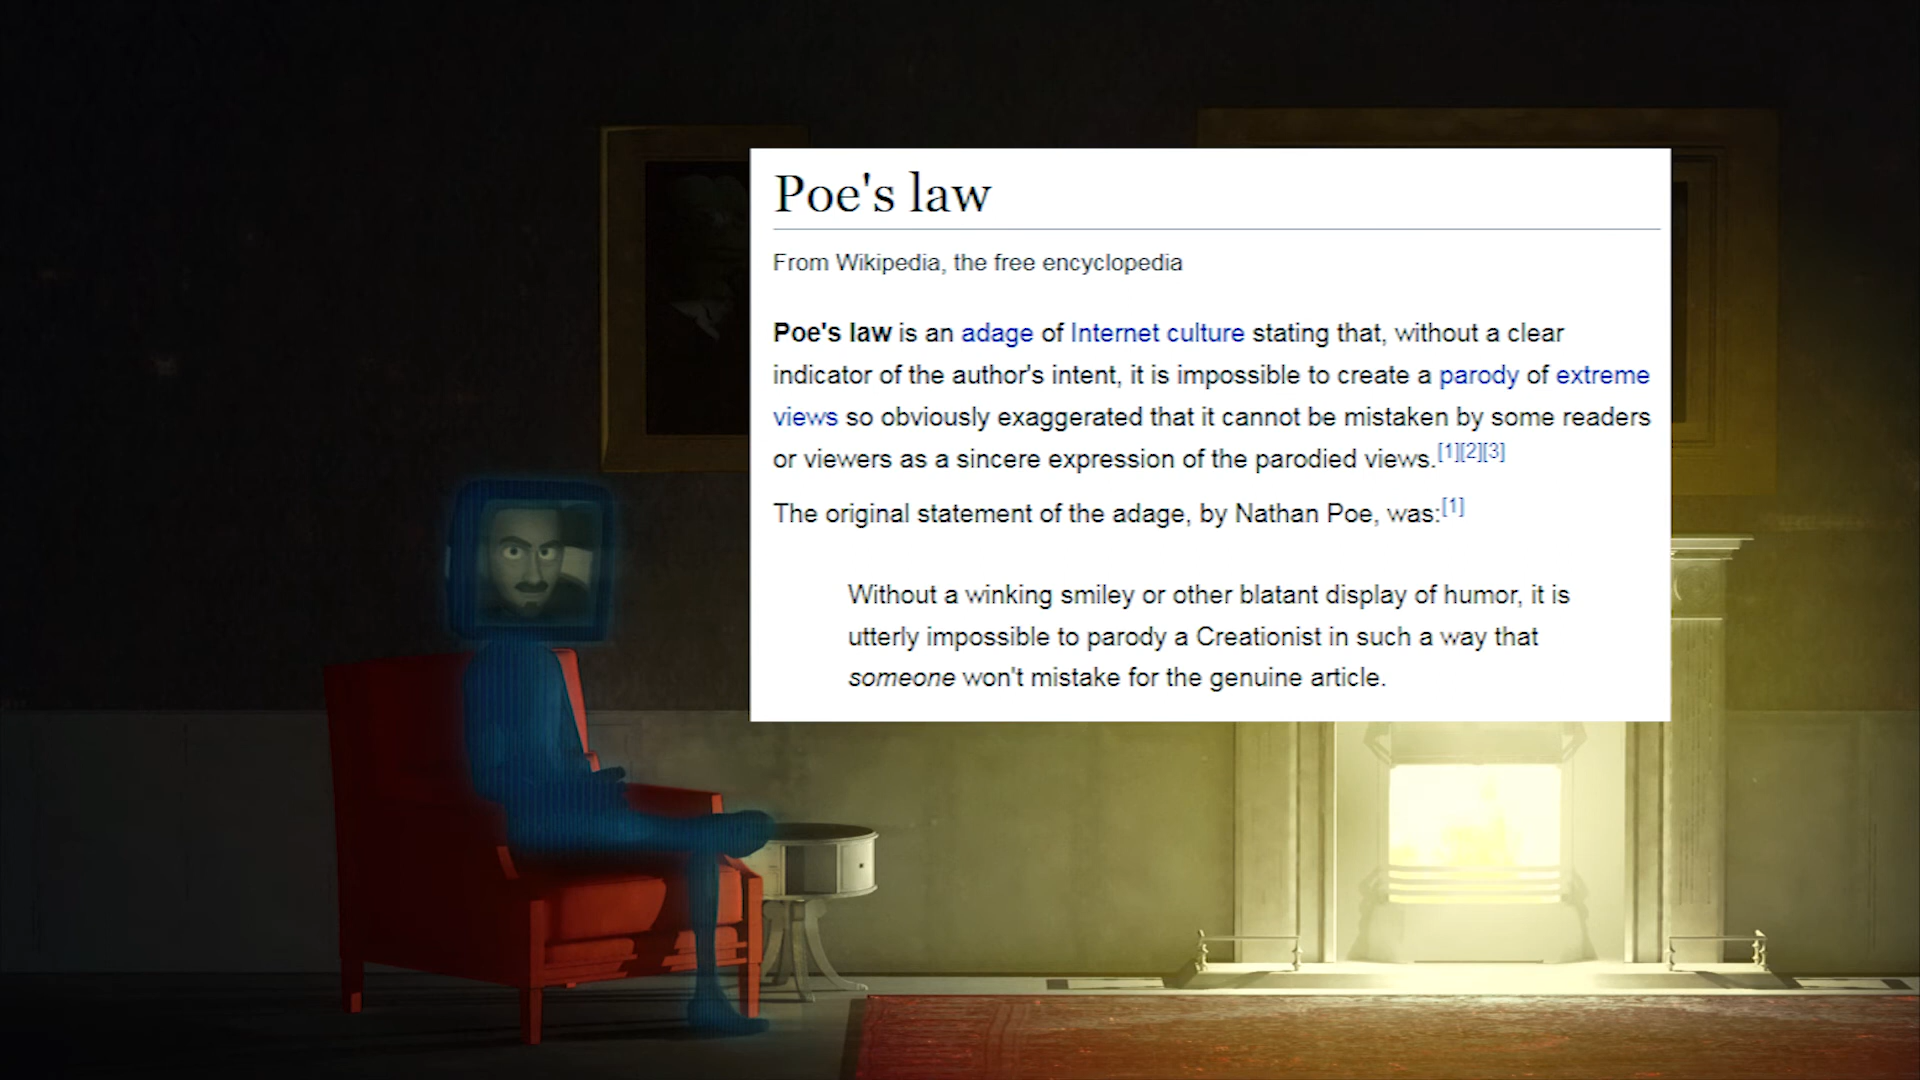 Poe's law
From Wikipedia, the free encyclopedia
Poe's law is an adage of Internet culture stating that, without a clear
indicator of the author's intent, it is impossible to create a parody of extreme
views so obviously exaggerated that it cannot be mistaken by some readers
or viewers as a sincere expression of the parodied views.[1][2][3]
The original statement of the adage, by Nathan Poe, was:[1]
Without a winking smiley or other blatant display of humor, it is
utterly impossible to parody a Creationist in such a way that
someone won't mistake for the genuine article.